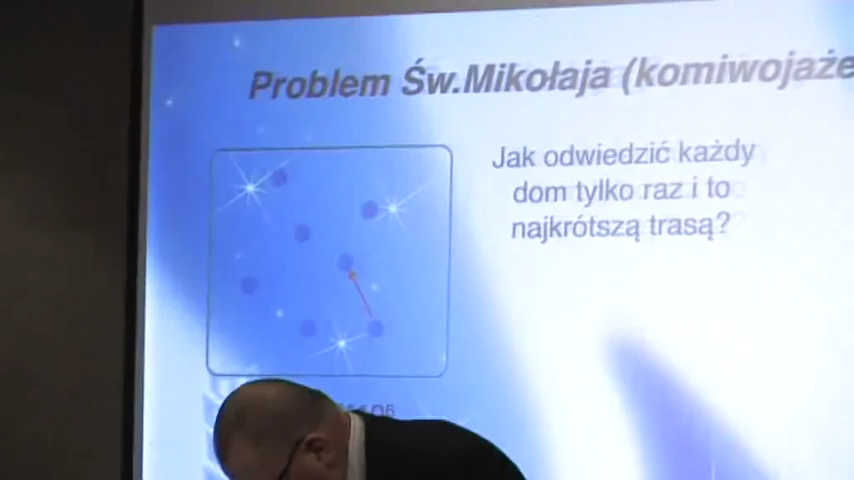 Problem Św.Mikołaja (komiwojaże
Jak odwiedzić każdy
dom tylko raz i to
najkrótszą trasą?